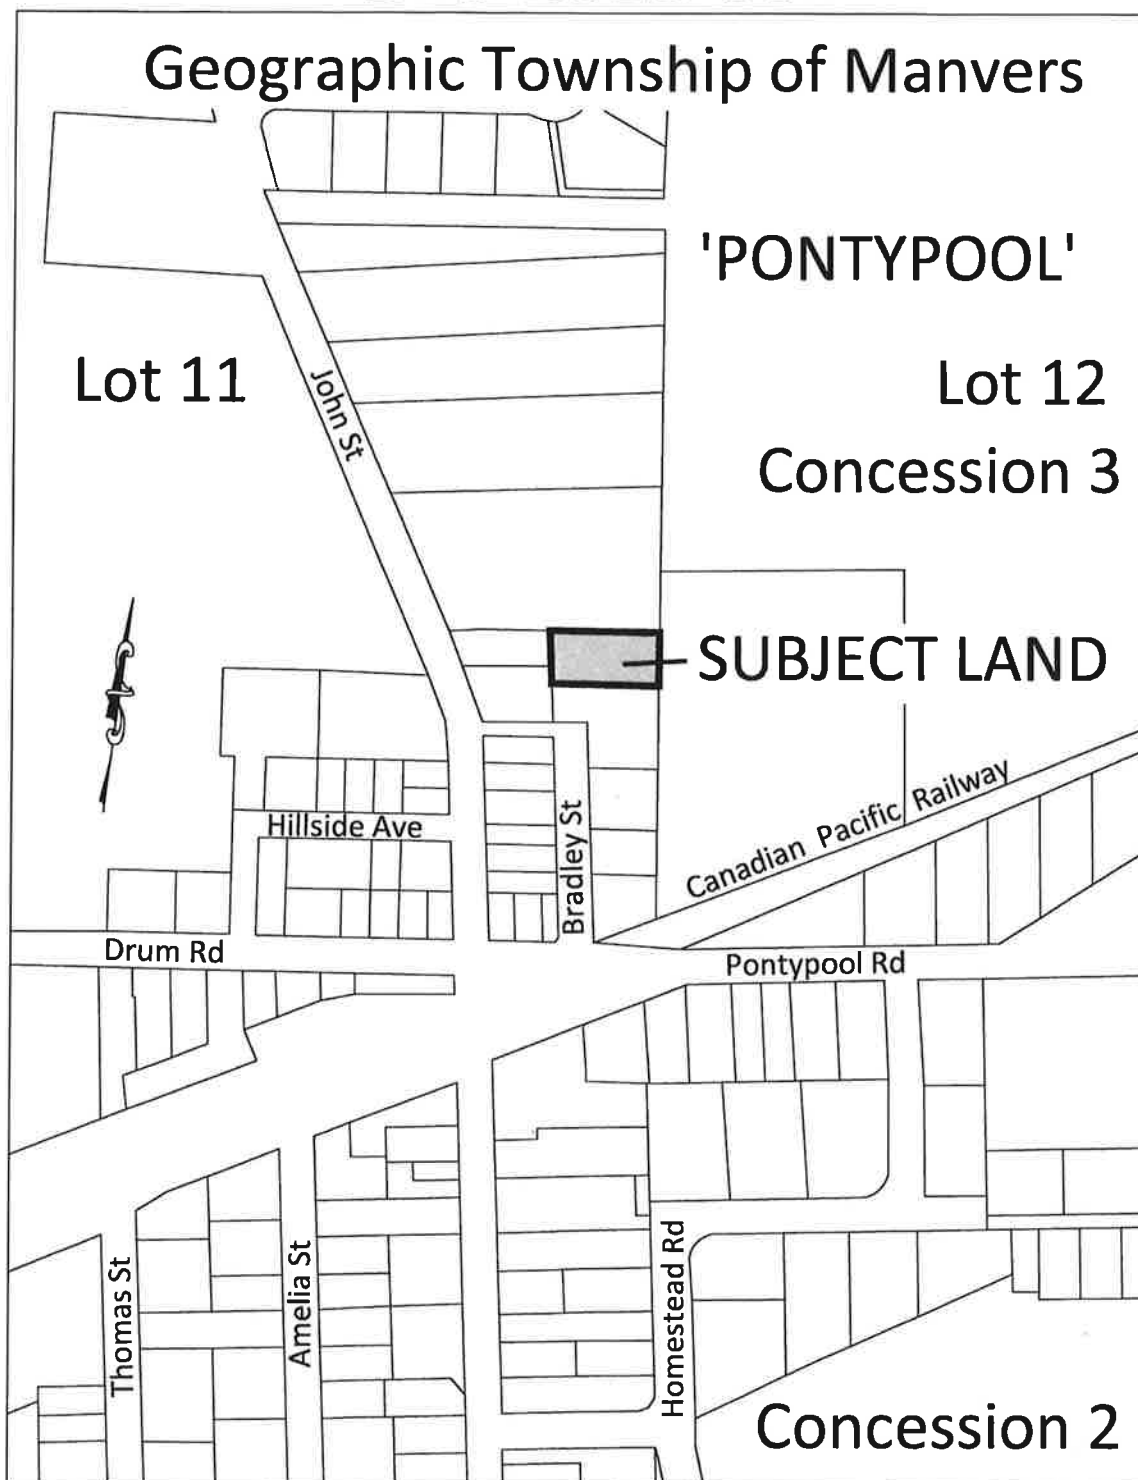 Geographic Township of Manvers
'PONTYPOOL'
Lot 11
Lot 12
John St
Concession 3
SUBJECT LAND
Canadian Pacific Railway
Hillside Ave
Bradley St
Drum Rd
Pontypool Rd
Thomas St
Amelia St
Homestead Rd
Concession 2